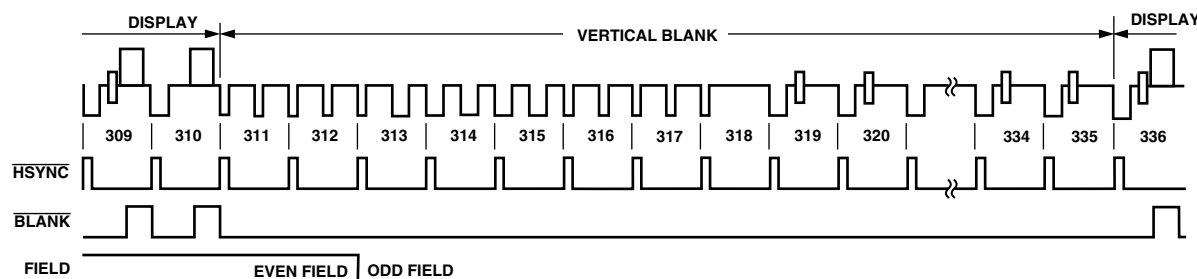 DISPLAY
VERTICAL BLANK
DISPLAY
309 310 311 312 313 314 315 316 317 318 319 320 334 335 336
HSYNC
BLANK
FIELD EVEN FIELD ODD FIELD